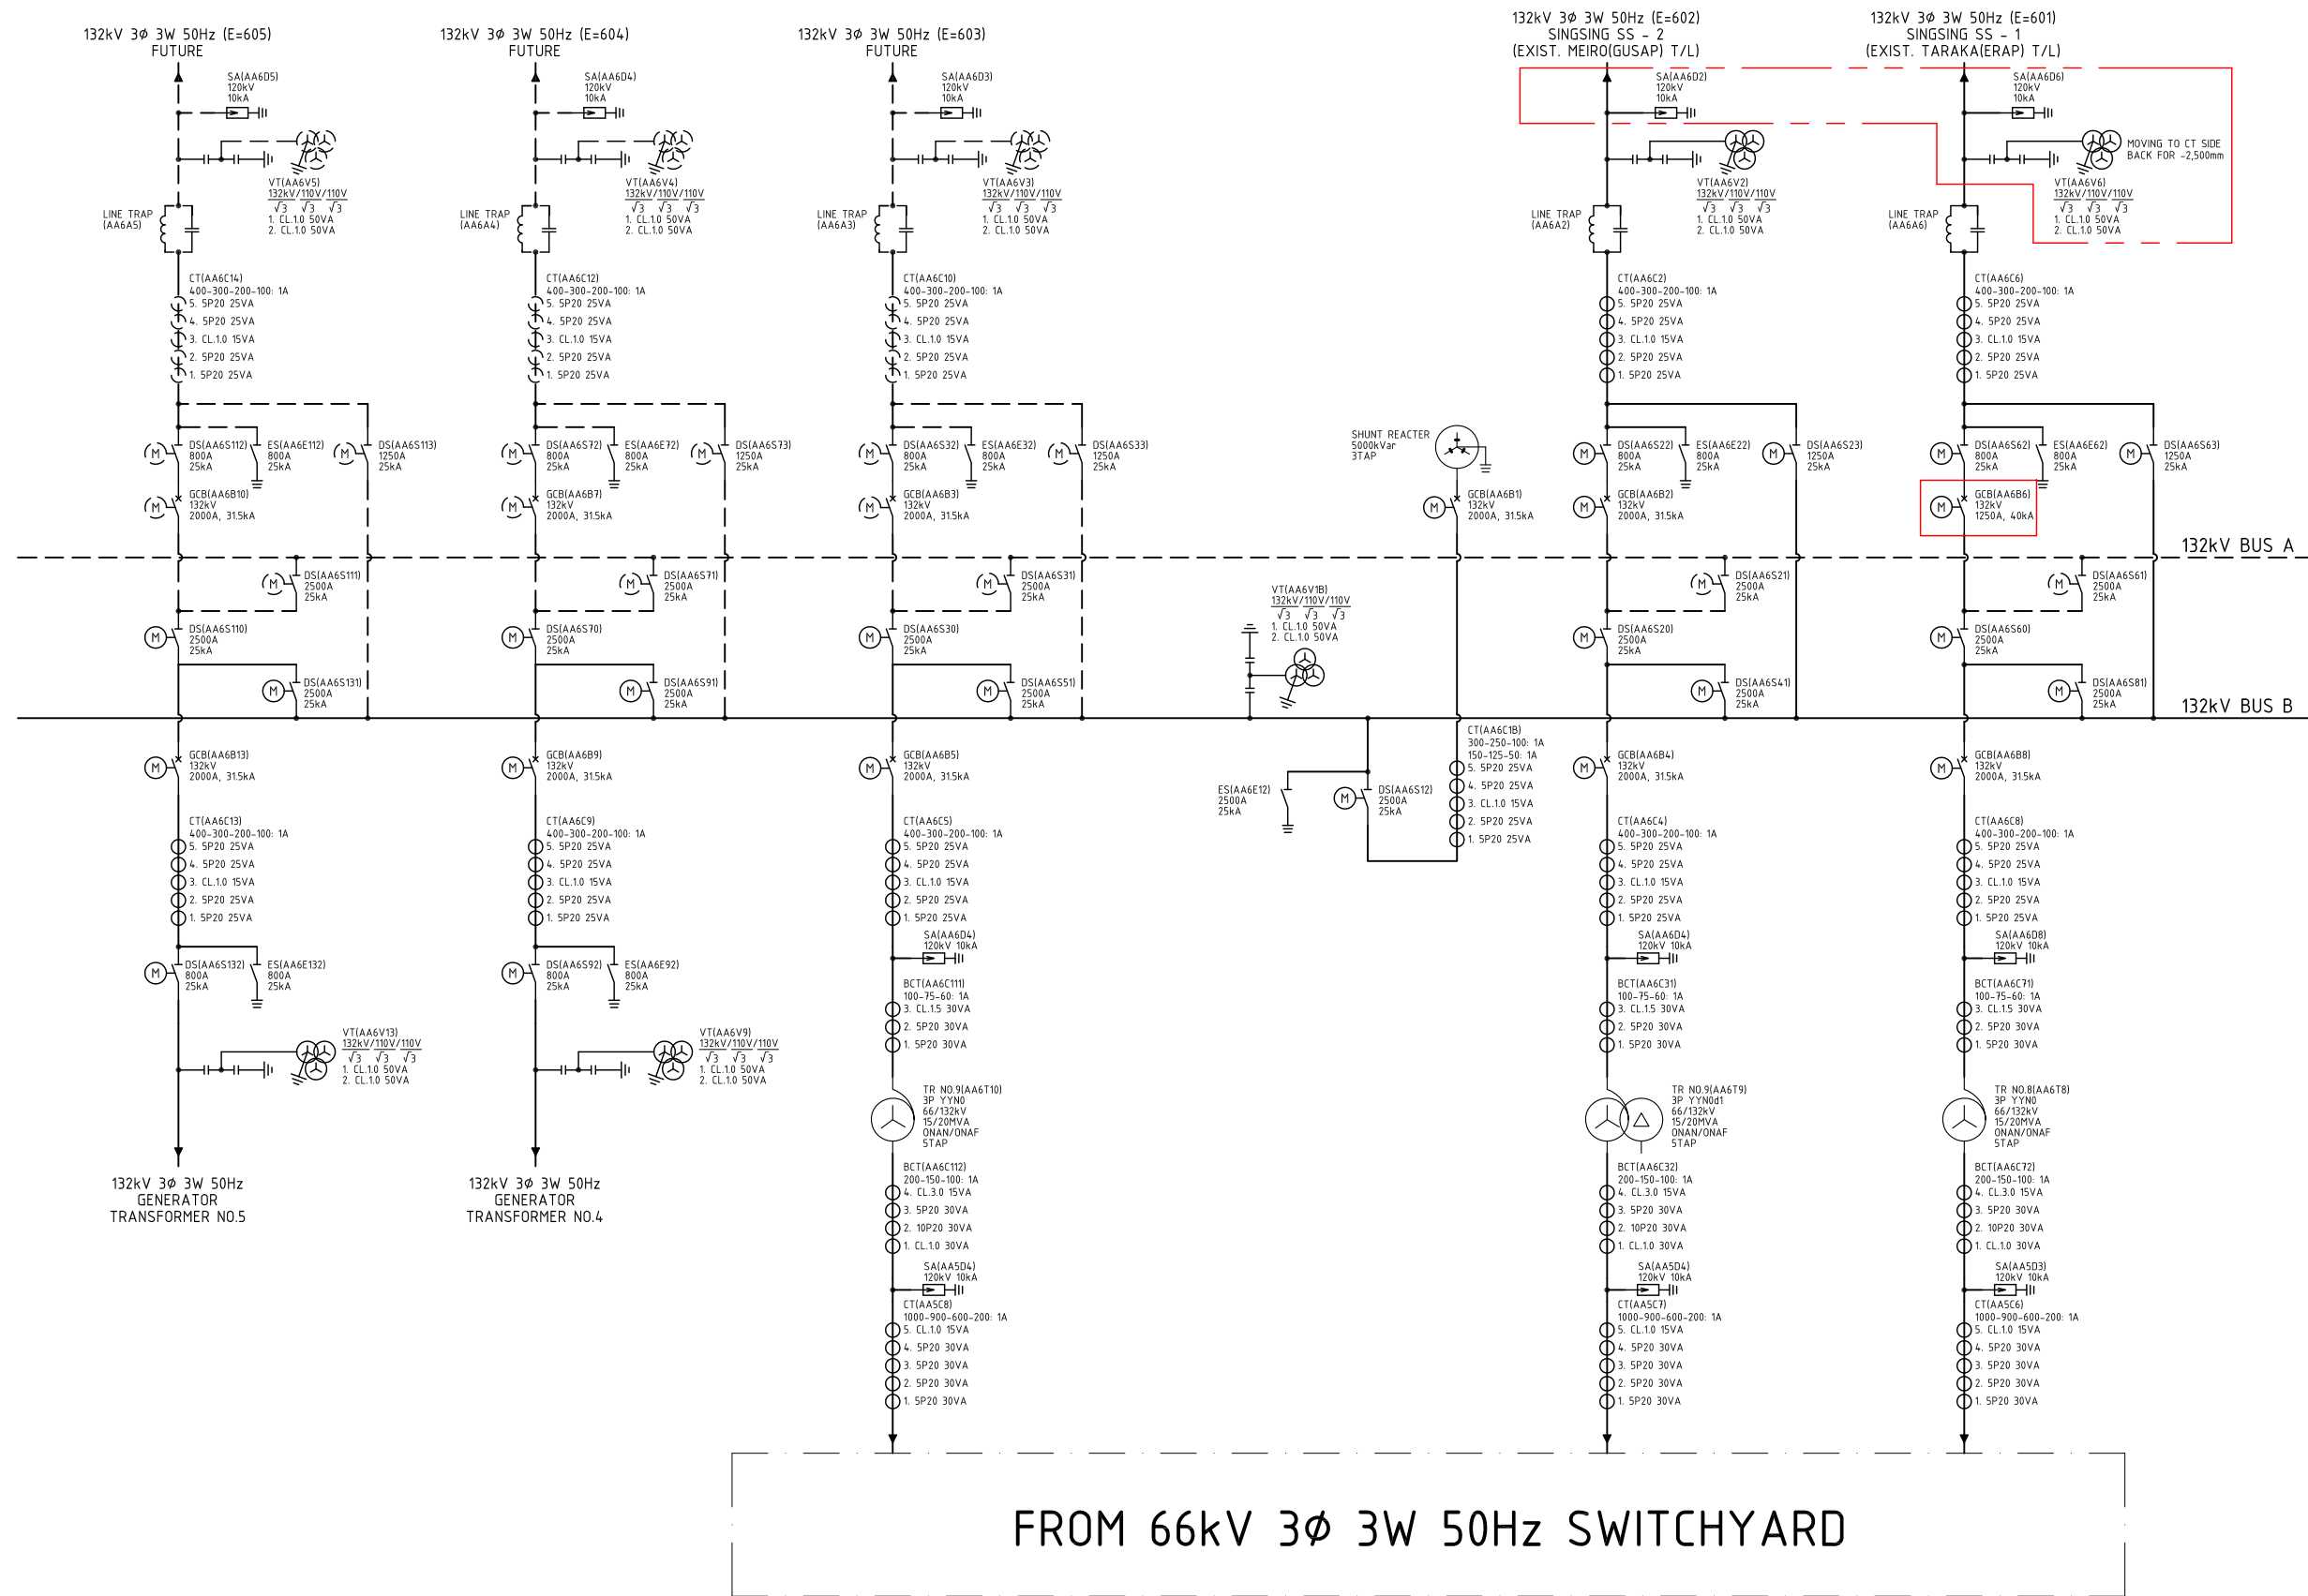 132kV 3Ø 3W 50Hz (E=605)
FUTURE
SA(AA6D5)
120kV
10kA
VT(AA6V5)
132kV/110V/110V
√3 √3 √3
1. CL.1.0 50VA
2. CL.1.0 50VA
LINE TRAP
(AA6A5)
CT(AA6C14)
400-300-200-100: 1A
5. 5P20 25VA
4. 5P20 25VA
3. CL.1.0 15VA
2. 5P20 25VA
1. 5P20 25VA
M
DS(AA6S112)
800A
25kA
ES(AA6E112)
800A
25kA
M
DS(AA6S113)
1250A
25kA
M
GCB(AA6B10)
132kV
2000A, 31.5kA
M
DS(AA6S111)
2500A
25kA
M
DS(AA6S110)
2500A
25kA
M
DS(AA6S131)
2500A
25kA
M
GCB(AA6B13)
132kV
2000A, 31.5kA
CT(AA6C13)
400-300-200-100: 1A
5. 5P20 25VA
4. 5P20 25VA
3. CL.1.0 15VA
2. 5P20 25VA
1. 5P20 25VA
M
DS(AA6S132)
800A
25kA
ES(AA6E132)
800A
25kA
VT(AA6V13)
132kV/110V/110V
√3 √3 √3
1. CL.1.0 50VA
2. CL.1.0 50VA
132kV 3Ø 3W 50Hz
GENERATOR
TRANSFORMER NO.5
132kV 3Ø 3W 50Hz (E=604)
FUTURE
SA(AA6D4)
120kV
10kA
VT(AA6V4)
132kV/110V/110V
√3 √3 √3
1. CL.1.0 50VA
2. CL.1.0 50VA
LINE TRAP
(AA6A4)
CT(AA6C12)
400-300-200-100: 1A
5. 5P20 25VA
4. 5P20 25VA
3. CL.1.0 15VA
2. 5P20 25VA
1. 5P20 25VA
M
DS(AA6S72)
800A
25kA
ES(AA6E72)
800A
25kA
M
DS(AA6S73)
1250A
25kA
M
GCB(AA6B7)
132kV
2000A, 31.5kA
M
DS(AA6S71)
2500A
25kA
M
DS(AA6S70)
2500A
25kA
M
DS(AA6S91)
2500A
25kA
M
GCB(AA6B9)
132kV
2000A, 31.5kA
CT(AA6C9)
400-300-200-100: 1A
5. 5P20 25VA
4. 5P20 25VA
3. CL.1.0 15VA
2. 5P20 25VA
1. 5P20 25VA
M
DS(AA6S92)
800A
25kA
ES(AA6E92)
800A
25kA
VT(AA6V9)
132kV/110V/110V
√3 √3 √3
1. CL.1.0 50VA
2. CL.1.0 50VA
132kV 3Ø 3W 50Hz
GENERATOR
TRANSFORMER NO.4
132kV 3Ø 3W 50Hz (E=603)
FUTURE
SA(AA6D3)
120kV
10kA
VT(AA6V3)
132kV/110V/110V
√3 √3 √3
1. CL.1.0 50VA
2. CL.1.0 50VA
LINE TRAP
(AA6A3)
CT(AA6C10)
400-300-200-100: 1A
5. 5P20 25VA
4. 5P20 25VA
3. CL.1.0 15VA
2. 5P20 25VA
1. 5P20 25VA
M
DS(AA6S32)
800A
25kA
ES(AA6E32)
800A
25kA
M
DS(AA6S33)
1250A
25kA
M
GCB(AA6B3)
132kV
2000A, 31.5kA
M
DS(AA6S31)
2500A
25kA
M
DS(AA6S30)
2500A
25kA
M
DS(AA6S51)
2500A
25kA
M
GCB(AA6B5)
132kV
2000A, 31.5kA
CT(AA6C5)
400-300-200-100: 1A
5. 5P20 25VA
4. 5P20 25VA
3. CL.1.0 15VA
2. 5P20 25VA
1. 5P20 25VA
SA(AA6D4)
120kV 10kA
BCT(AA6C111)
100-75-60: 1A
3. CL.1.5 30VA
2. 5P20 30VA
1. 5P20 30VA
TR NO.9(AA6T10)
3P YYN0
66/132kV
15/20MVA
ONAN/ONAF
5TAP
BCT(AA6C112)
200-150-100: 1A
4. CL.3.0 15VA
3. 5P20 30VA
2. 10P20 30VA
1. CL.1.0 30VA
SA(AA5D4)
120kV 10kA
CT(AA5C8)
1000-900-600-200: 1A
5. CL.1.0 15VA
4. 5P20 30VA
3. 5P20 30VA
2. 5P20 30VA
1. 5P20 30VA
VT(AA6V1B)
132kV/110V/110V
√3 √3 √3
1. CL.1.0 50VA
2. CL.1.0 50VA
SHUNT REACTER
5000kVar
3TAP
M
GCB(AA6B1)
132kV
2000A, 31.5kA
CT(AA6C1B)
300-250-100: 1A
150-125-50: 1A
5. 5P20 25VA
4. 5P20 25VA
3. CL.1.0 15VA
2. 5P20 25VA
1. 5P20 25VA
ES(AA6E12)
2500A
25kA
M
DS(AA6S12)
2500A
25kA
132kV 3Ø 3W 50Hz (E=602)
SINGSING SS - 2
(EXIST. MEIRO(GUSAP) T/L)
SA(AA6D2)
120kV
10kA
VT(AA6V2)
132kV/110V/110V
√3 √3 √3
1. CL.1.0 50VA
2. CL.1.0 50VA
LINE TRAP
(AA6A2)
CT(AA6C2)
400-300-200-100: 1A
5. 5P20 25VA
4. 5P20 25VA
3. CL.1.0 15VA
2. 5P20 25VA
1. 5P20 25VA
M
DS(AA6S22)
800A
25kA
ES(AA6E22)
800A
25kA
M
DS(AA6S23)
1250A
25kA
M
GCB(AA6B2)
132kV
2000A, 31.5kA
M
DS(AA6S21)
2500A
25kA
M
DS(AA6S20)
2500A
25kA
M
DS(AA6S41)
2500A
25kA
M
GCB(AA6B4)
132kV
2000A, 31.5kA
CT(AA6C4)
400-300-200-100: 1A
5. 5P20 25VA
4. 5P20 25VA
3. CL.1.0 15VA
2. 5P20 25VA
1. 5P20 25VA
SA(AA6D4)
120kV 10kA
BCT(AA6C31)
100-75-60: 1A
3. CL.1.5 30VA
2. 5P20 30VA
1. 5P20 30VA
TR NO.9(AA6T9)
3P YYN0d1
66/132kV
15/20MVA
ONAN/ONAF
5TAP
BCT(AA6C32)
200-150-100: 1A
4. CL.3.0 15VA
3. 5P20 30VA
2. 10P20 30VA
1. CL.1.0 30VA
SA(AA5D4)
120kV 10kA
CT(AA5C7)
1000-900-600-200: 1A
5. CL.1.0 15VA
4. 5P20 30VA
3. 5P20 30VA
2. 5P20 30VA
1. 5P20 30VA
132kV 3Ø 3W 50Hz (E=601)
SINGSING SS - 1
(EXIST. TARAKA(ERAP) T/L)
SA(AA6D6)
120kV
10kA
MOVING TO CT SIDE
BACK FOR -2,500mm
VT(AA6V6)
132kV/110V/110V
√3 √3 √3
1. CL.1.0 50VA
2. CL.1.0 50VA
LINE TRAP
(AA6A6)
CT(AA6C6)
400-300-200-100: 1A
5. 5P20 25VA
4. 5P20 25VA
3. CL.1.0 15VA
2. 5P20 25VA
1. 5P20 25VA
M
DS(AA6S62)
800A
25kA
ES(AA6E62)
800A
25kA
M
DS(AA6S63)
1250A
25kA
M
GCB(AA6B6)
132kV
1250A, 40kA
132kV BUS A
M
DS(AA6S61)
2500A
25kA
M
DS(AA6S60)
2500A
25kA
M
DS(AA6S81)
2500A
25kA
132kV BUS B
M
GCB(AA6B8)
132kV
2000A, 31.5kA
CT(AA6C8)
400-300-200-100: 1A
5. 5P20 25VA
4. 5P20 25VA
3. CL.1.0 15VA
2. 5P20 25VA
1. 5P20 25VA
SA(AA6D8)
120kV 10kA
BCT(AA6C71)
100-75-60: 1A
3. CL.1.5 30VA
2. 5P20 30VA
1. 5P20 30VA
TR NO.8(AA6T8)
3P YYN0
66/132kV
15/20MVA
ONAN/ONAF
5TAP
BCT(AA6C72)
200-150-100: 1A
4. CL.3.0 15VA
3. 5P20 30VA
2. 10P20 30VA
1. CL.1.0 30VA
SA(AA5D3)
120kV 10kA
CT(AA5C6)
1000-900-600-200: 1A
5. CL.1.0 15VA
4. 5P20 30VA
3. 5P20 30VA
2. 5P20 30VA
1. 5P20 30VA
FROM 66kV 3Ø 3W 50Hz SWITCHYARD